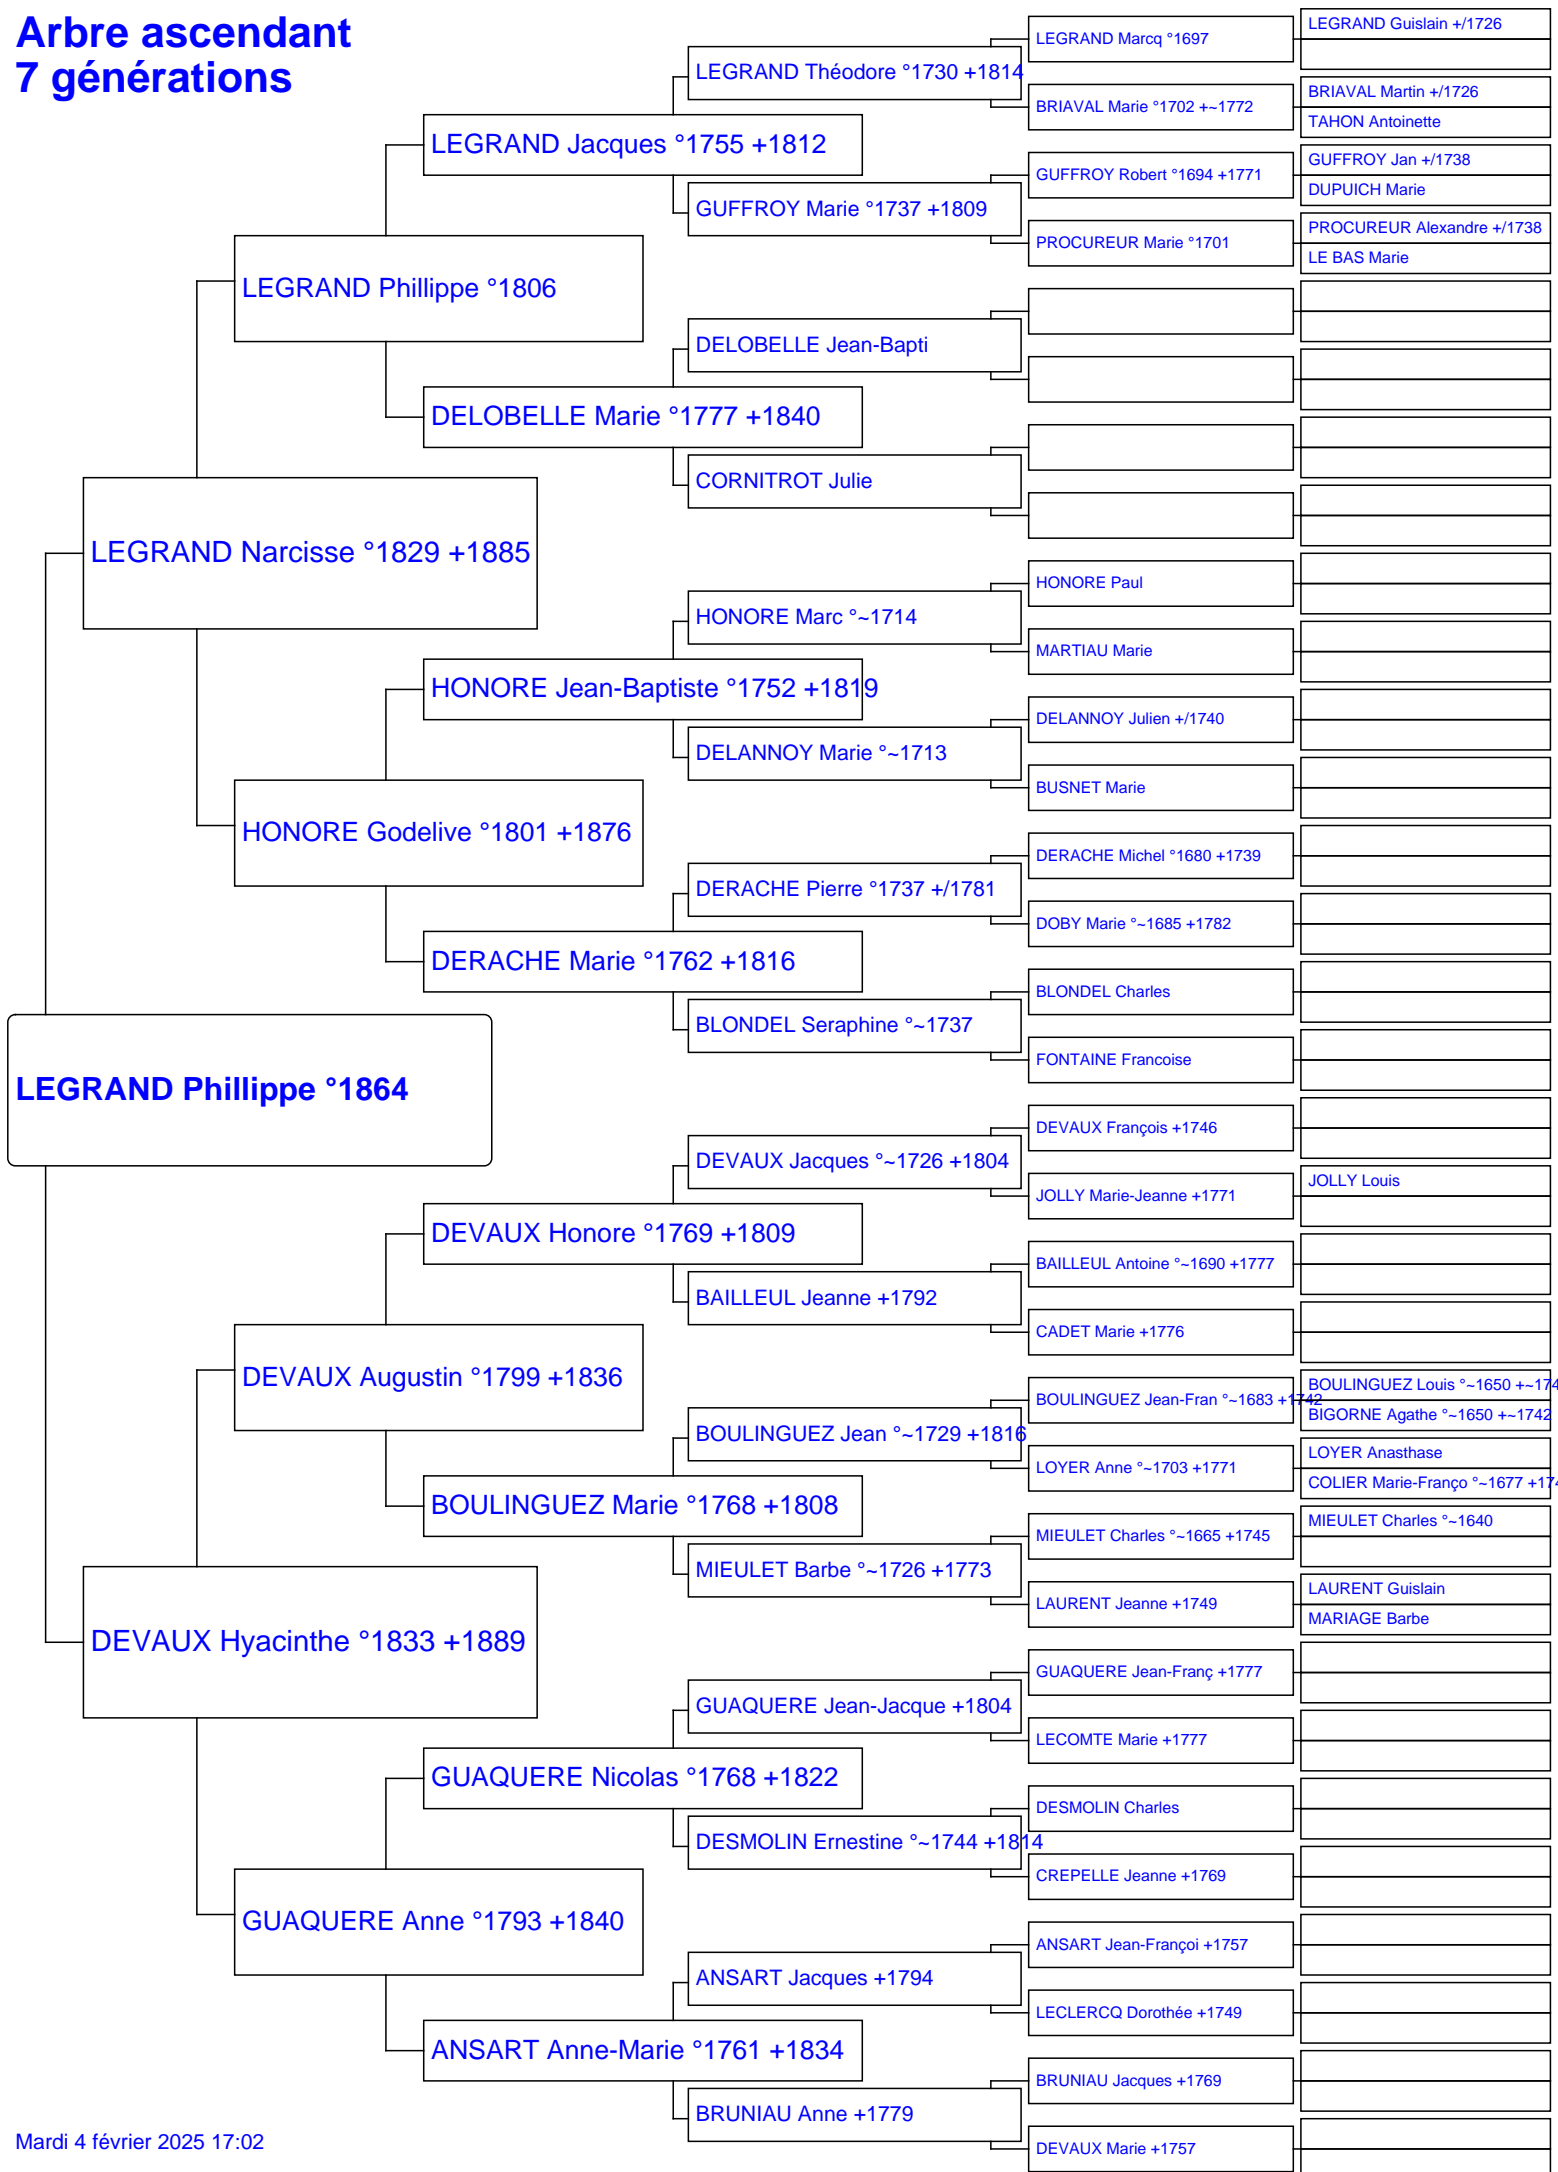 Arbre ascendant
7 générations
LEGRAND Phillippe °1864
LEGRAND Narcisse °1829 +1885
DEVAUX Hyacinthe °1833 +1889
LEGRAND Phillippe °1806
HONORE Godelive °1801 +1876
DEVAUX Augustin °1799 +1836
GUAQUERE Anne °1793 +1840
LEGRAND Jacques °1755 +1812
DELOBELLE Marie °1777 +1840
HONORE Jean-Baptiste °1752 +1819
DERACHE Marie °1762 +1816
DEVAUX Honore °1769 +1809
BOULINGUEZ Marie °1768 +1808
GUAQUERE Nicolas °1768 +1822
ANSART Anne-Marie °1761 +1834
LEGRAND Théodore °1730 +1814
GUFFROY Marie °1737 +1809
DELOBELLE Jean-Bapti
CORNITROT Julie
HONORE Marc °~1714
DELANNOY Marie °~1713
DERACHE Pierre °1737 +/1781
BLONDEL Seraphine °~1737
DEVAUX Jacques °~1726 +1804
BAILLEUL Jeanne +1792
BOULINGUEZ Jean °~1729 +1816
MIEULET Barbe °~1726 +1773
GUAQUERE Jean-Jacque +1804
DESMOLIN Ernestine °~1744 +1814
ANSART Jacques +1794
BRUNIAU Anne +1779
LEGRAND Marcq °1697
BRIAVAL Marie °1702 +~1772
GUFFROY Robert °1694 +1771
PROCUREUR Marie °1701
HONORE Paul
MARTIAU Marie
DELANNOY Julien +/1740
BUSNET Marie
DERACHE Michel °1680 +1739
DOBY Marie °~1685 +1782
BLONDEL Charles
FONTAINE Francoise
DEVAUX François +1746
JOLLY Marie-Jeanne +1771
BAILLEUL Antoine °~1690 +1777
CADET Marie +1776
BOULINGUEZ Jean-Fran °~1683 +1742
LOYER Anne °~1703 +1771
MIEULET Charles °~1665 +1745
LAURENT Jeanne +1749
GUAQUERE Jean-Franç +1777
LECOMTE Marie +1777
DESMOLIN Charles
CREPELLE Jeanne +1769
ANSART Jean-Françoi +1757
LECLERCQ Dorothée +1749
BRUNIAU Jacques +1769
DEVAUX Marie +1757
LEGRAND Guislain +/1726
BRIAVAL Martin +/1726
TAHON Antoinette
GUFFROY Jan +/1738
DUPUICH Marie
PROCUREUR Alexandre +/1738
LE BAS Marie
JOLLY Louis
BOULINGUEZ Louis °~1650 +~174
BIGORNE Agathe °~1650 +~1742
LOYER Anasthase
COLIER Marie-Franço °~1677 +174
MIEULET Charles °~1640
LAURENT Guislain
MARIAGE Barbe
Mardi 4 février 2025 17:02